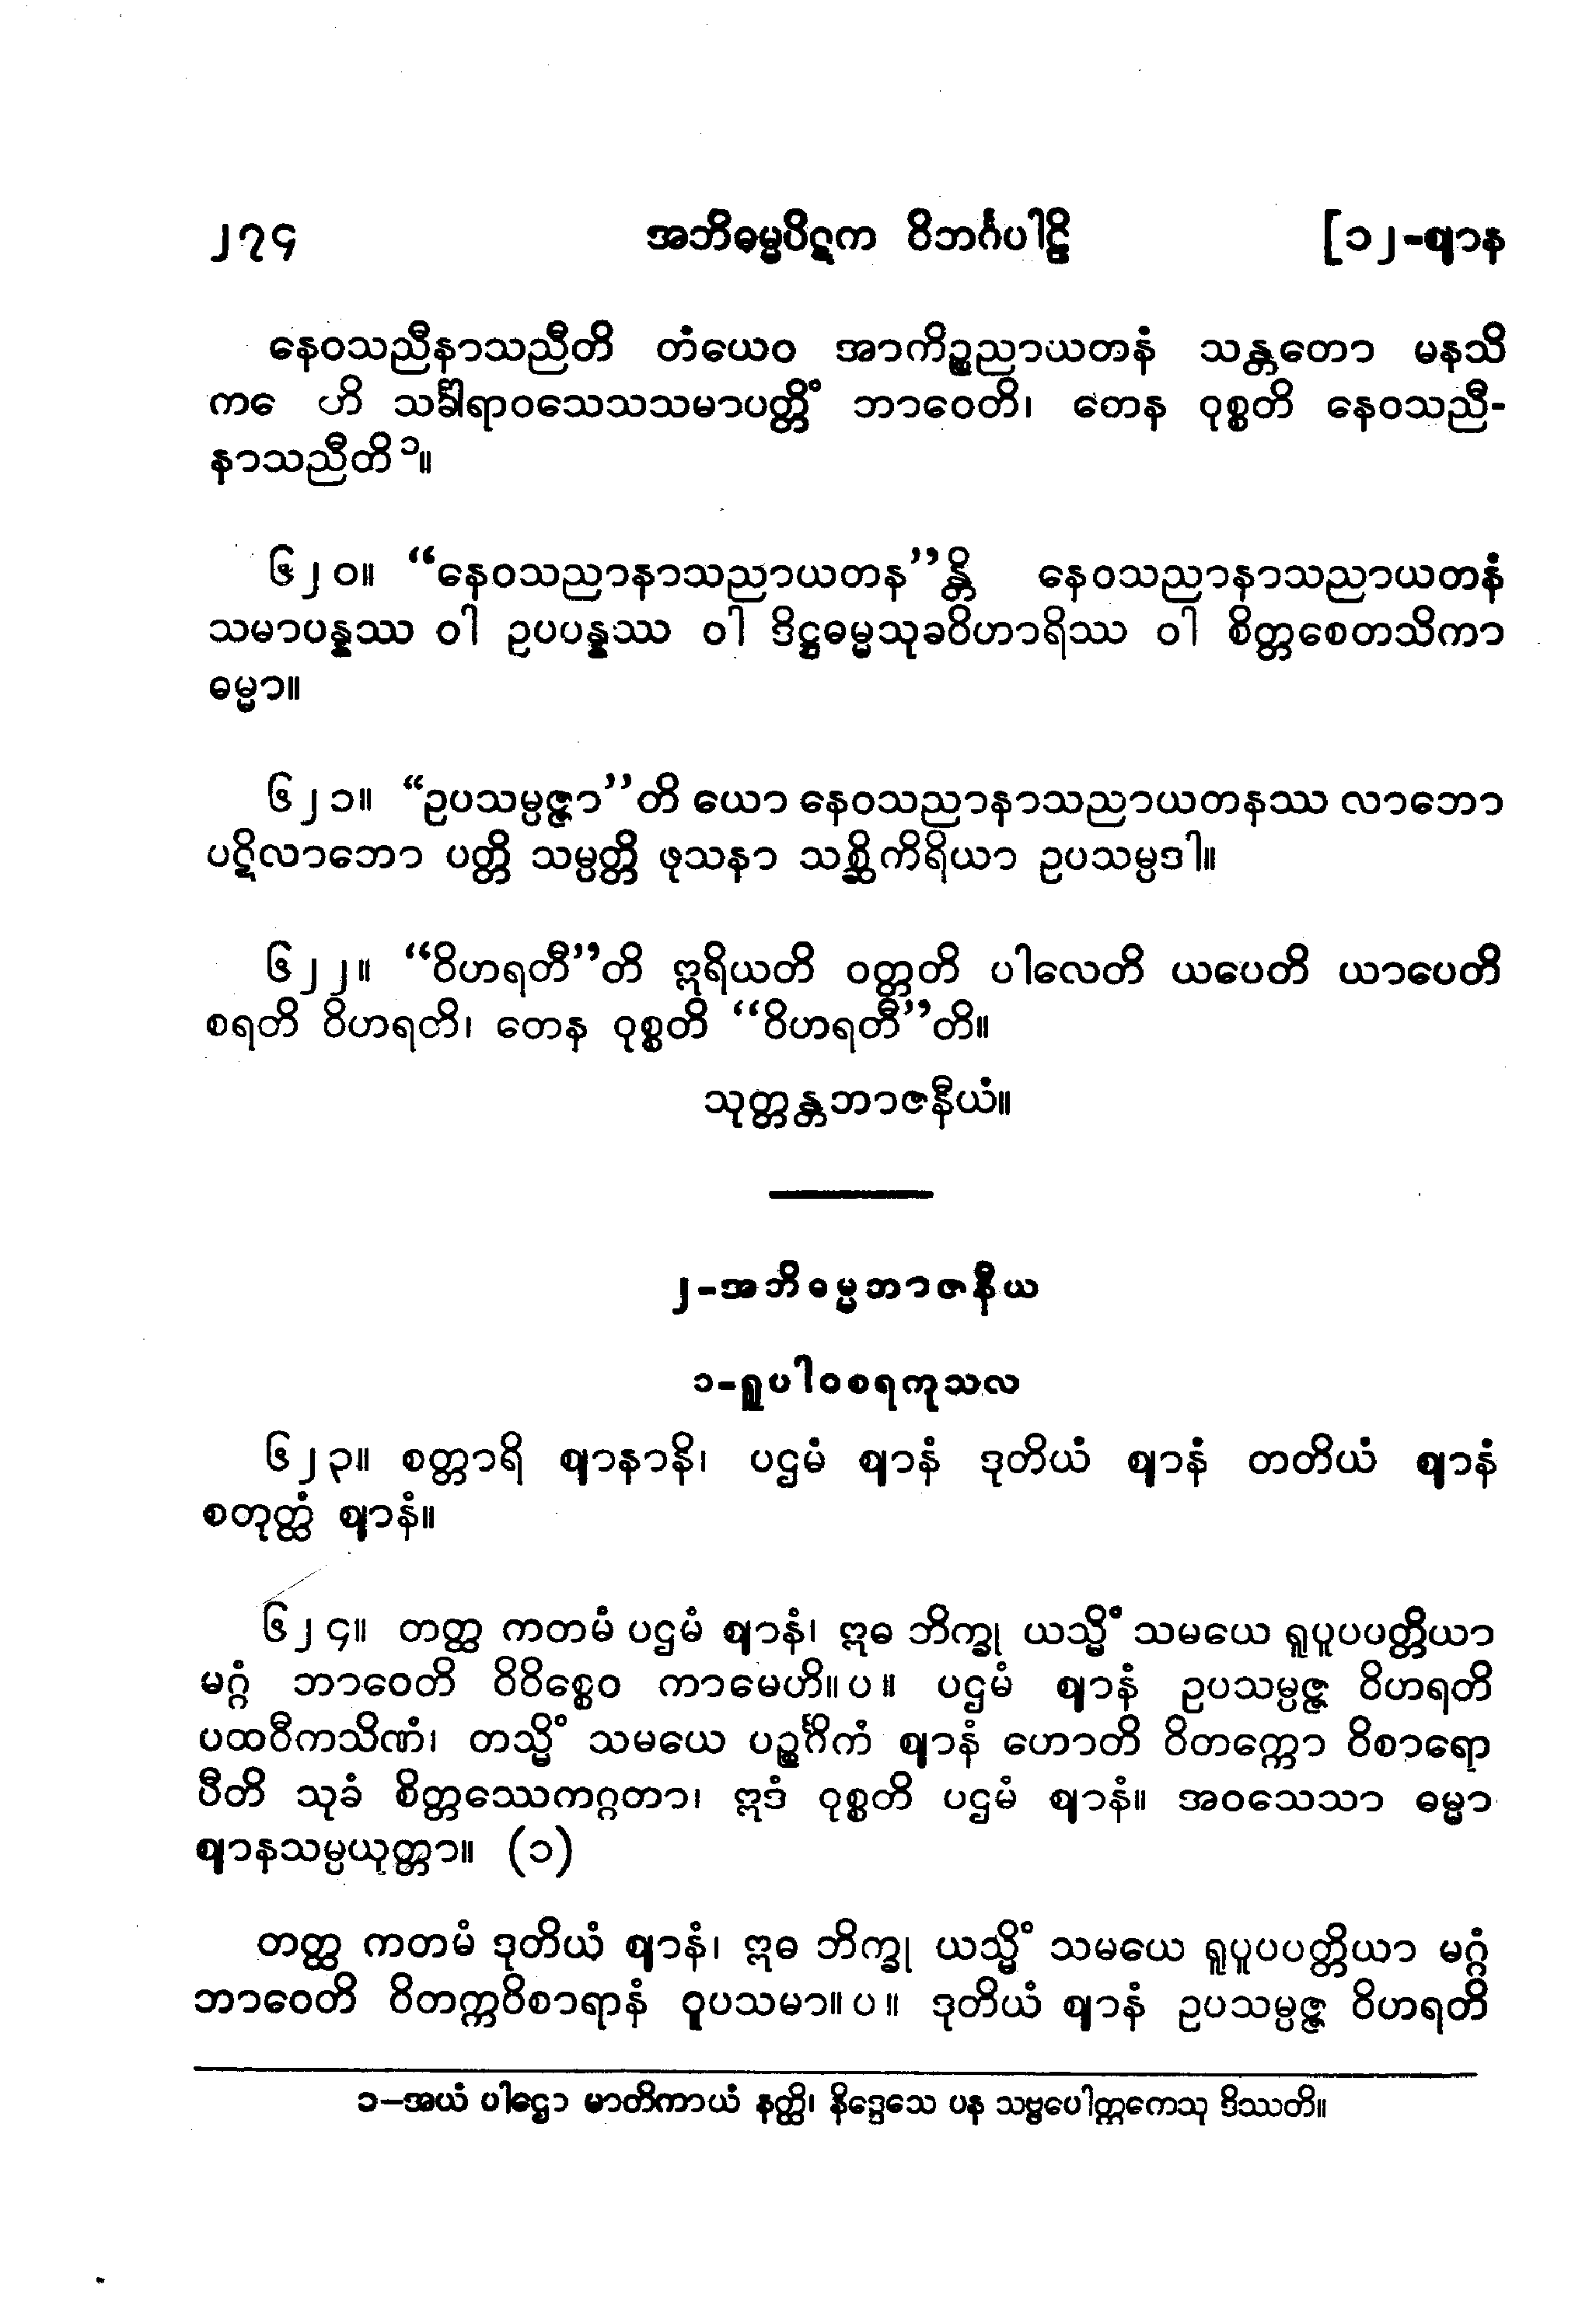 ၂၇၄ အဘိဓမ္မပိဋက ဝိဘင်္ဂပါဠိ [၁၂-ဈာန
နေဝသညီနာသညီတိ တံယေဝ အာကိဉ္စညာယတနံ သန္တတော မနသိ
ကရော ဟိ သင်္ခါရာဝသေသသမာပတ္တိံ ဘာဝေတိ၊ တေန ဝုစ္စတိ နေဝသညီ-
နာသညီတိ ၁။
၆၂၀။ “နေဝသညာနာသညာယတန”န္တိ နေဝသညာနာသညာယတနံ
သမာပန္နဿ ဝါ ဥပပန္နဿ ဝါ ဒိဋ္ဌဓမ္မသုခဝိဟာရိဿ ဝါ စိတ္တစေတသိကာ
ဓမ္မာ။
၆၂၁။ “ဥပသမ္ပဇ္ဇာ”တိ ယော နေဝသညာနာသညာယတနဿ လာဘော
ပဋိလာဘော ပတ္တိ သမ္ပတ္တိ ဖုသနာ သစ္ဆိကိရိယာ ဥပသမ္ပဒါ။
၆၂၂။ “ဝိဟရတီ”တိ ဣရိယတိ ဝတ္တတိ ပါလေတိ ယပေတိ ယာပေတိ
စရတိ ဝိဟရတိ၊ တေန ဝုစ္စတိ “ဝိဟရတီ”တိ။
သုတ္တန္တဘာဇနီယံ။
၂-အဘိဓမ္မဘာဇနီယ
၁-ရူပါဝစရကုသလ
၆၂၃။ စတ္တာရိ ဈာနာနိ၊ ပဌမံ ဈာနံ ဒုတိယံ ဈာနံ တတိယံ ဈာနံ
စတုတ္ထံ ဈာနံ။
၆၂၄။ တတ္ထ ကတမံ ပဌမံ ဈာနံ၊ ဣဓ ဘိက္ခု ယသ္မိံ သမယေ ရူပူပပတ္တိယာ
မဂ္ဂံ ဘာဝေတိ ဝိဝိစ္စေဝ ကာမေဟိ။ပ။ ပဌမံ ဈာနံ ဥပသမ္ပဇ္ဇ ဝိဟရတိ
ပထဝီကသိဏံ၊ တသ္မိံ သမယေ ပဉ္စင်္ဂိကံ ဈာနံ ဟောတိ ဝိတက္ကော ဝိစာရော
ပီတိ သုခံ စိတ္တဿေကဂ္ဂတာ၊ ဣဒံ ဝုစ္စတိ ပဌမံ ဈာနံ။ အဝသေသာ ဓမ္မာ
ဈာနသမ္ပယုတ္တာ။ (၁)
တတ္ထ ကတမံ ဒုတိယံ ဈာနံ၊ ဣဓ ဘိက္ခု ယသ္မိံ သမယေ ရူပူပပတ္တိယာ မဂ္ဂံ
ဘာဝေတိ ဝိတက္ကဝိစာရာနံ ဝူပသမာ။ပ။ ဒုတိယံ ဈာနံ ဥပသမ္ပဇ္ဇ ဝိဟရတိ
၁–အယံ ပါဌော မာတိကာယံ နတ္ထိ၊ နိဒ္ဒေသေ ပန သဗ္ဗပေါတ္ထကေသု ဒိဿတိ။